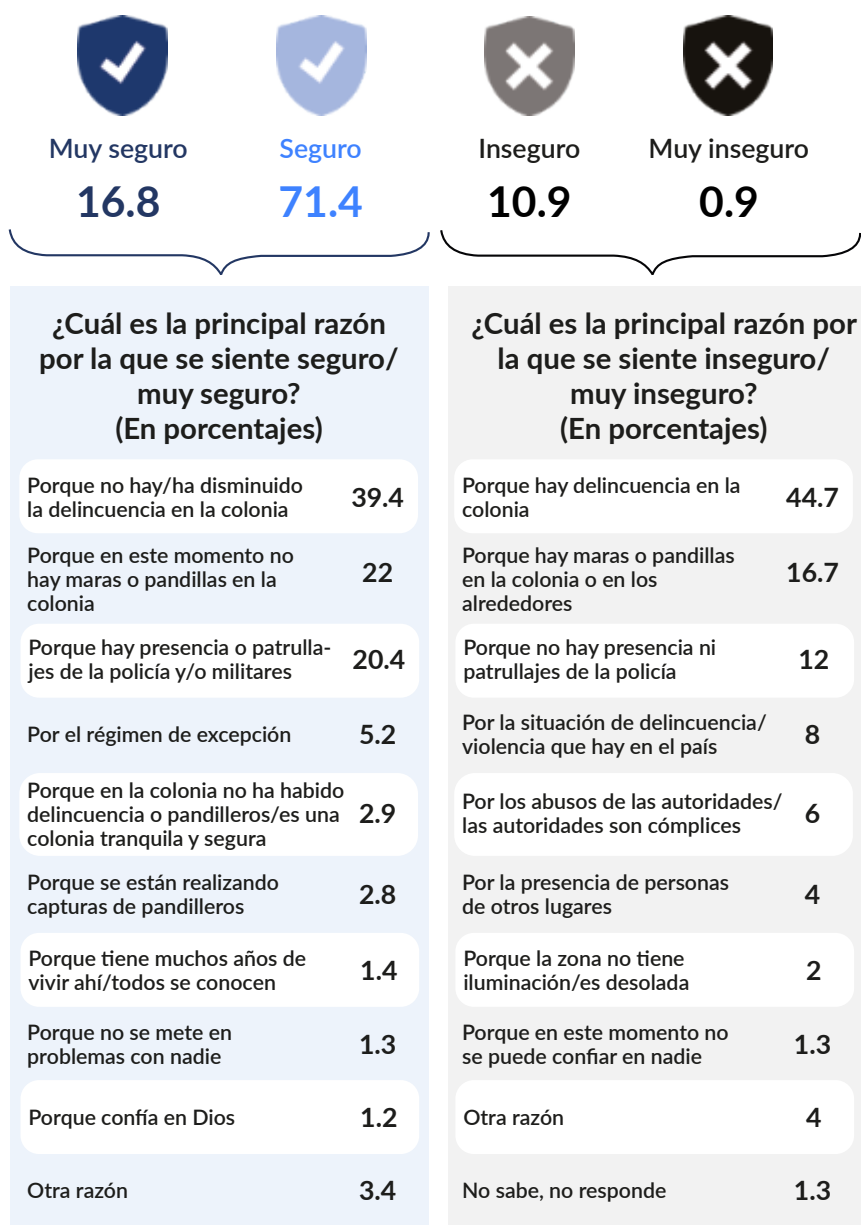 Muy seguro
16.8
Seguro
71.4
Inseguro
10.9
Muy inseguro
0.9
¿Cuál es la principal razón
por la que se siente seguro/
muy seguro?
(En porcentajes)
Porque no hay/ha disminuido
la delincuencia en la colonia
39.4
Porque en este momento no
hay maras o pandillas en la
colonia
22
Porque hay presencia o patrulla-
jes de la policía y/o militares
20.4
Por el régimen de excepción
5.2
Porque en la colonia no ha habido
delincuencia o pandilleros/es una
colonia tranquila y segura
2.9
Porque se están realizando
capturas de pandilleros
2.8
Porque tiene muchos años de
vivir ahí/todos se conocen
1.4
Porque no se mete en
problemas con nadie
1.3
Porque confía en Dios
1.2
Otra razón
3.4
¿Cuál es la principal razón por
la que se siente inseguro/
muy inseguro?
(En porcentajes)
Porque hay delincuencia en la
colonia
44.7
Porque hay maras o pandillas
en la colonia o en los
alrededores
16.7
Porque no hay presencia ni
patrullajes de la policía
12
Por la situación de delincuencia/
violencia que hay en el país
8
Por los abusos de las autoridades/
las autoridades son cómplices
6
Por la presencia de personas
de otros lugares
4
Porque la zona no tiene
iluminación/es desolada
2
Porque en este momento no
se puede confiar en nadie
1.3
Otra razón
4
No sabe, no responde
1.3